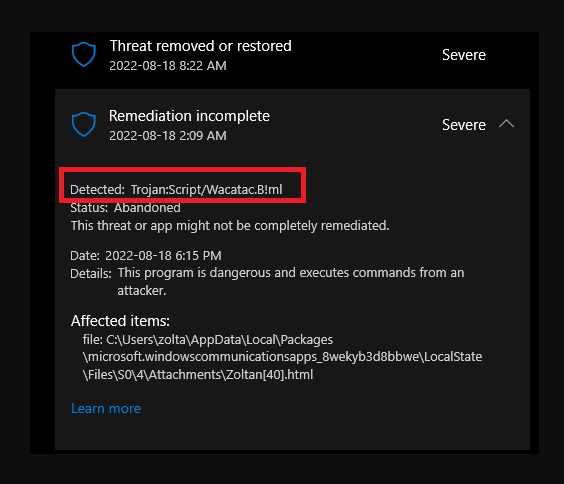 Threat removed or restored
Severe
2022-08-18 8:22 AM
Remediation incomplete
Severe
2022-08-18 2:09 AM
Detected: Trojan:Script/Wacatac.B!ml
Status: Abandoned
This threat or app might not be completely remediated.
Date: 2022-08-18 6:15 PM
Details: This program is dangerous and executes commands from an
attacker.
Affected items:
file: C:\Users\zolta\AppData\Local\Packages
\microsoft.windowscommunicationsapps_8wekyb3d8bbwe\LocalState
\Files\S0\4\Attachments\Zoltan[40].html
Learn more